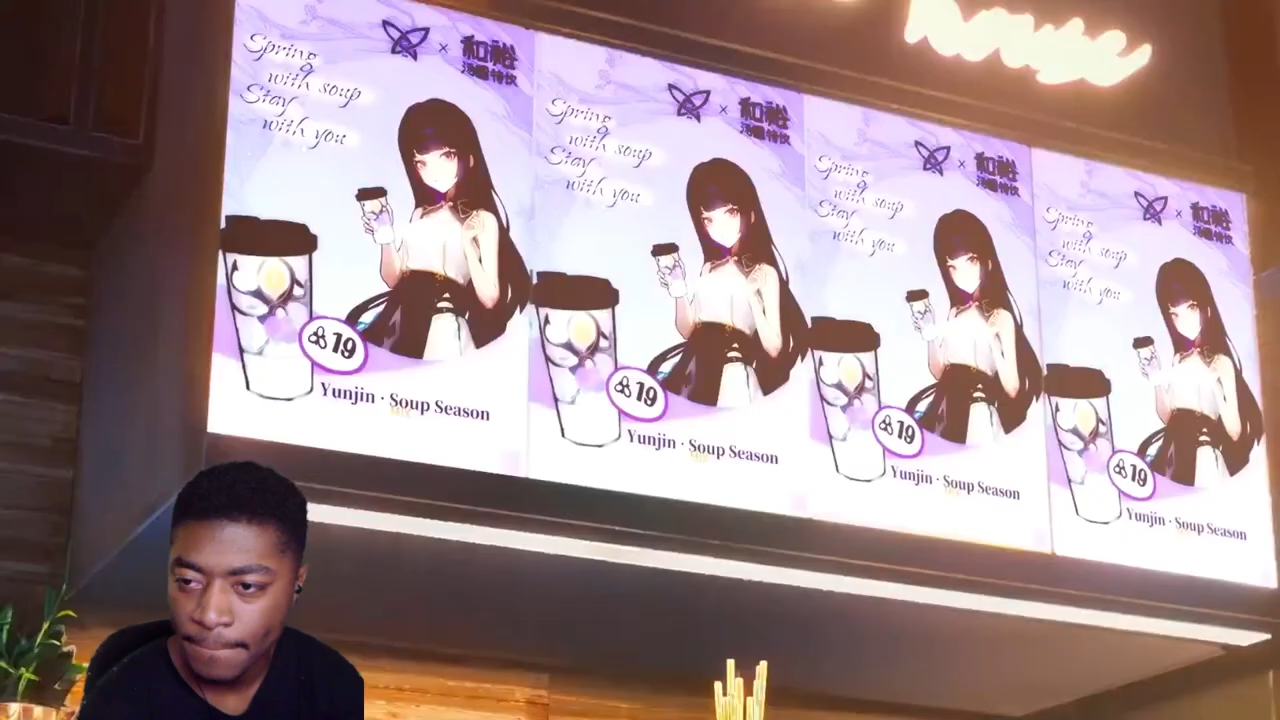 和裕
Spring
with soup
Stay
with you
19
Yunjin · Soup Season
和裕
Spring
with soup
Stay
with you
19
Yunjin · Soup Season
和裕
Spring
with soup
Stay
with you
19
Yunjin · Soup Season
和裕
Spring
with soup
Stay
with you
19
Yunjin · Soup Season